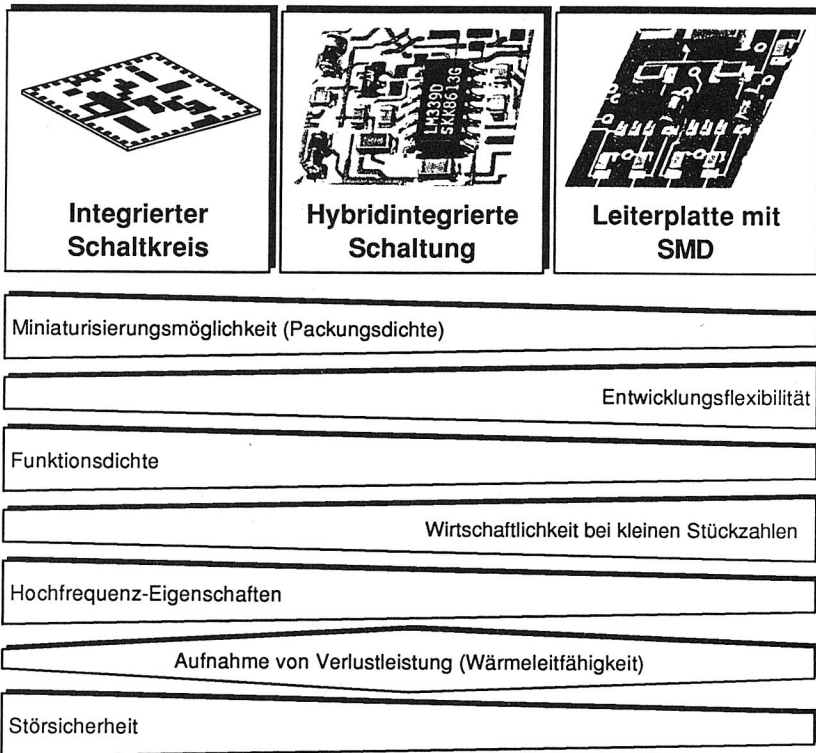 LM339D
SKX8613G
Integrierter
Schaltkreis
Hybridintegrierte
Schaltung
Leiterplatte mit
SMD
Miniaturisierungsmöglichkeit (Packungsdichte)
Entwicklungsflexibilität
Funktionsdichte
Wirtschaftlichkeit bei kleinen Stückzahlen
Hochfrequenz-Eigenschaften
Aufnahme von Verlustleistung (Wärmeleitfähigkeit)
Störsicherheit